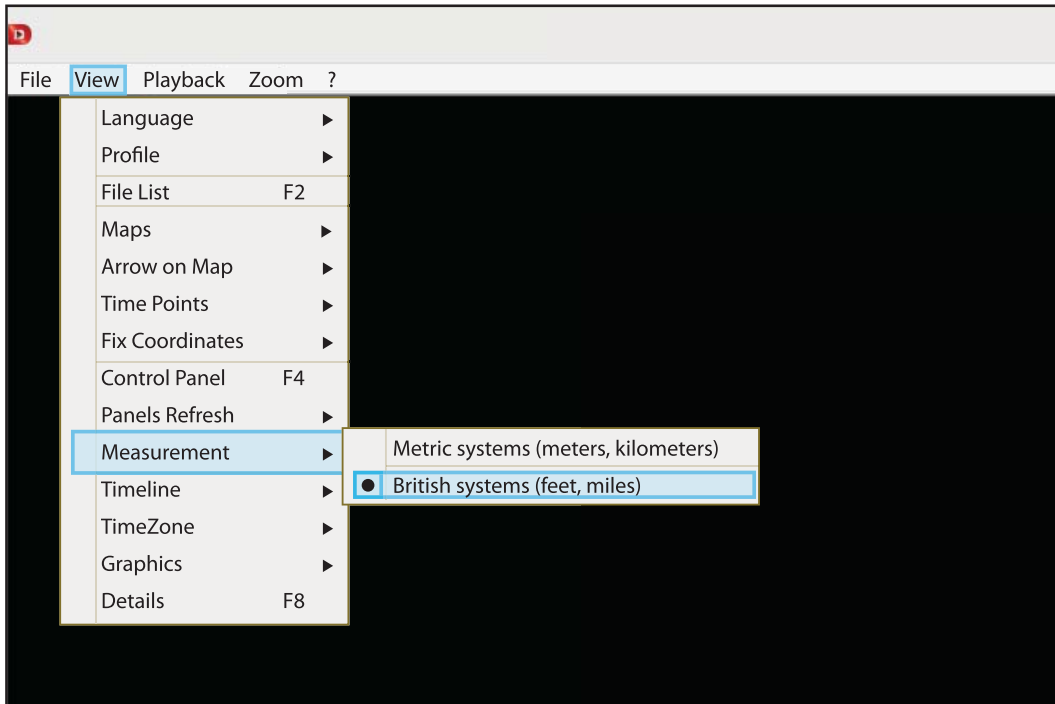 D
File View Playback Zoom ?
Language
Profile
File List F2
Maps
Arrow on Map
Time Points
Fix Coordinates
Control Panel F4
Panels Refresh
Measurement
Metric systems (meters, kilometers)
Timeline
British systems (feet, miles)
TimeZone
Graphics
Details F8